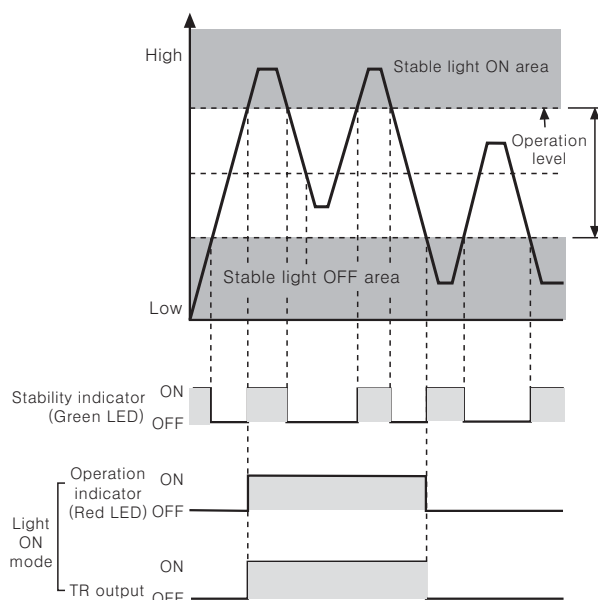 High
Stable light ON area
Operation
level
Stable light OFF area
Low
Stability indicator
(Green LED)
ON
OFF
Operation
indicator
(Red LED)
ON
OFF
Light
ON
mode
TR output
ON
OFF